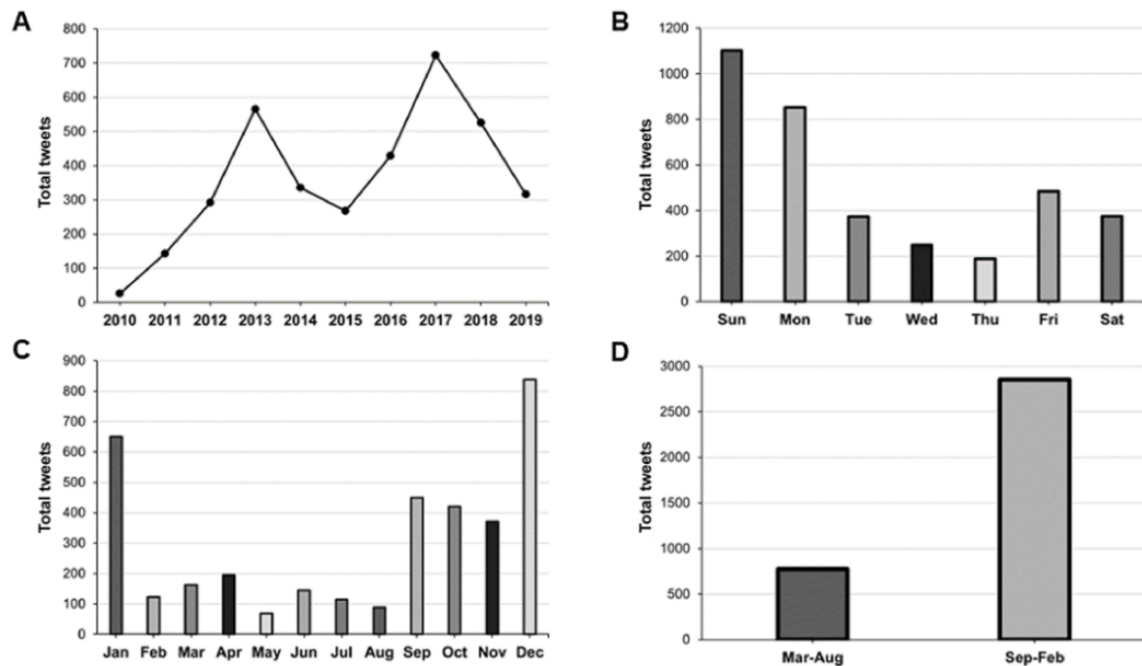 A
Total tweets
800
700
600
500
400
300
200
100
0
2010 2011 2012 2013 2014 2015 2016 2017 2018 2019
B
Total tweets
1200
1000
800
600
400
200
0
Sun Mon Tue Wed Thu Fri Sat
C
Total tweets
900
800
700
600
500
400
300
200
100
0
Jan Feb Mar Apr May Jun Jul Aug Sep Oct Nov Dec
D
Total tweets
3000
2500
2000
1500
1000
500
0
Mar-Aug Sep-Feb